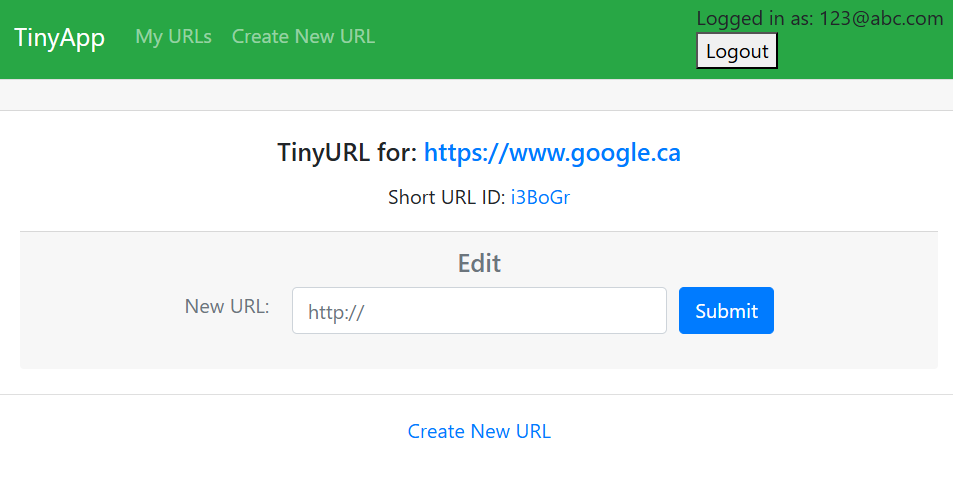 TinyApp My URLs Create New URL
Logged in as: 123@abc.com
Logout
TinyURL for: https://www.google.ca
Short URL ID: i3BoGr
Edit
New URL: http:// Submit
Create New URL